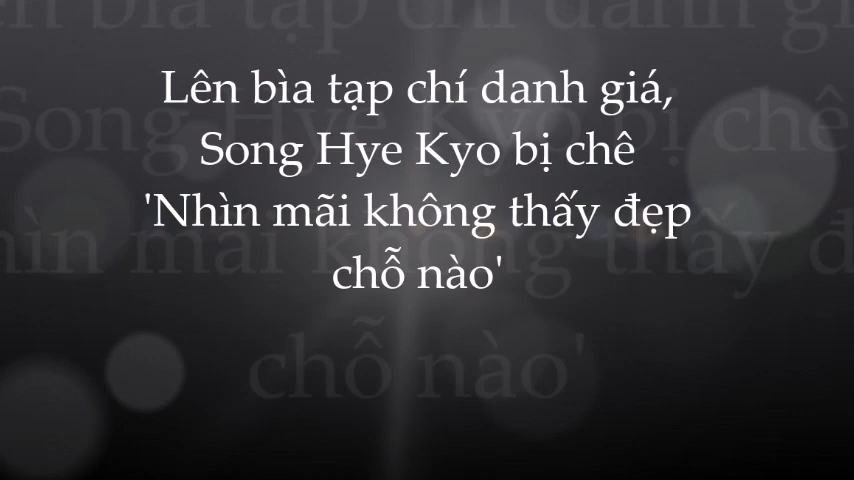 Lên bìa tạp chí danh giá,
Song Hye Kyo bị chê
'Nhìn mãi không thấy đẹp
chỗ nào'